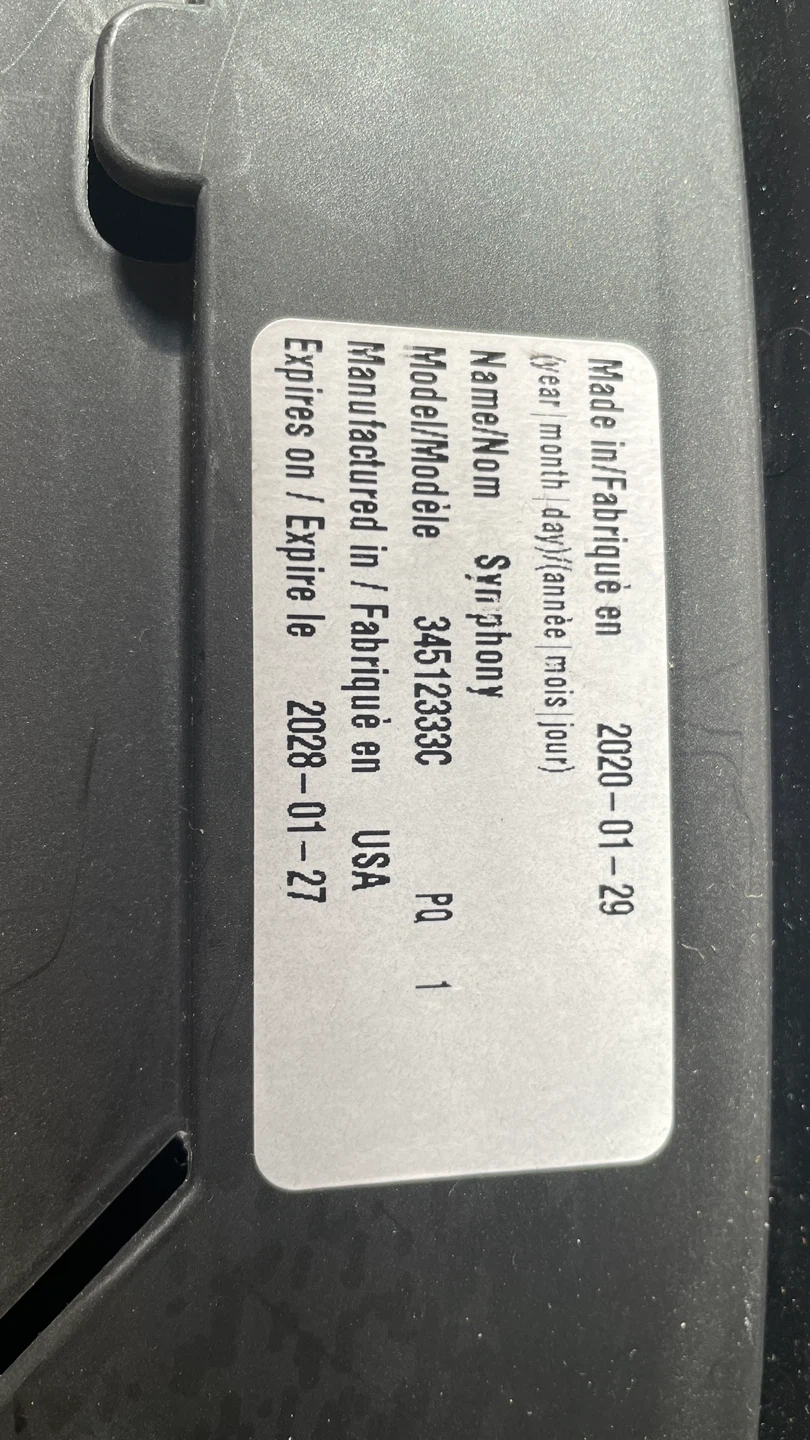 Made in/Fabriquè en 2020-01-29
(year|month|day)/(annèe|mois|jour)
Name/Nom Symphony
Model/Modèle 34512333C PQ 1
Manufactured in / Fabriquè en USA
Expires on / Expire le 2028-01-27